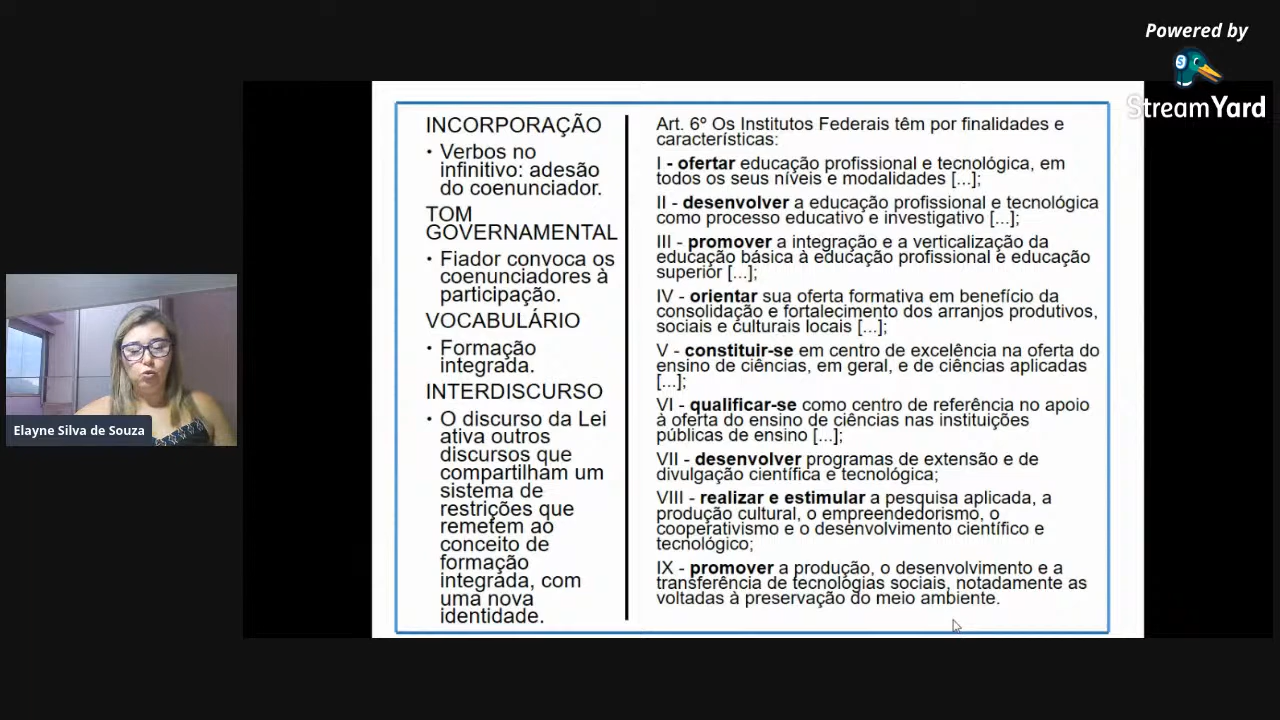 Powered by
StreamYard
INCORPORAÇÃO
• Verbos no
infinitivo: adesão
do coenunciador.
TOM
GOVERNAMENTAL
• Fiador convoca os
coenunciadores à
participação.
VOCABULÁRIO
• Formação
integrada.
INTERDISCURSO
• O discurso da Lei
ativa outros
discursos que
compartilham um
sistema de
restrições que
remetem ao
conceito de
formação
integrada, com
uma nova
identidade.
Art. 6º Os Institutos Federais têm por finalidades e
características:
I - ofertar educação profissional e tecnológica, em
todos os seus níveis e modalidades [...];
II - desenvolver a educação profissional e tecnológica
como processo educativo e investigativo [...];
III - promover a integração e a verticalização da
educação básica à educação profissional e educação
superior [...];
IV - orientar sua oferta formativa em benefício da
consolidação e fortalecimento dos arranjos produtivos,
sociais e culturais locais [...];
V - constituir-se em centro de excelência na oferta do
ensino de ciências, em geral, e de ciências aplicadas
[...];
VI - qualificar-se como centro de referência no apoio
à oferta do ensino de ciências nas instituições
públicas de ensino [...];
VII - desenvolver programas de extensão e de
divulgação científica e tecnológica;
VIII - realizar e estimular a pesquisa aplicada, a
produção cultural, o empreendedorismo, o
cooperativismo e o desenvolvimento científico e
tecnológico;
IX - promover a produção, o desenvolvimento e a
transferência de tecnologias sociais, notadamente as
voltadas à preservação do meio ambiente.
Elayne Silva de Souza